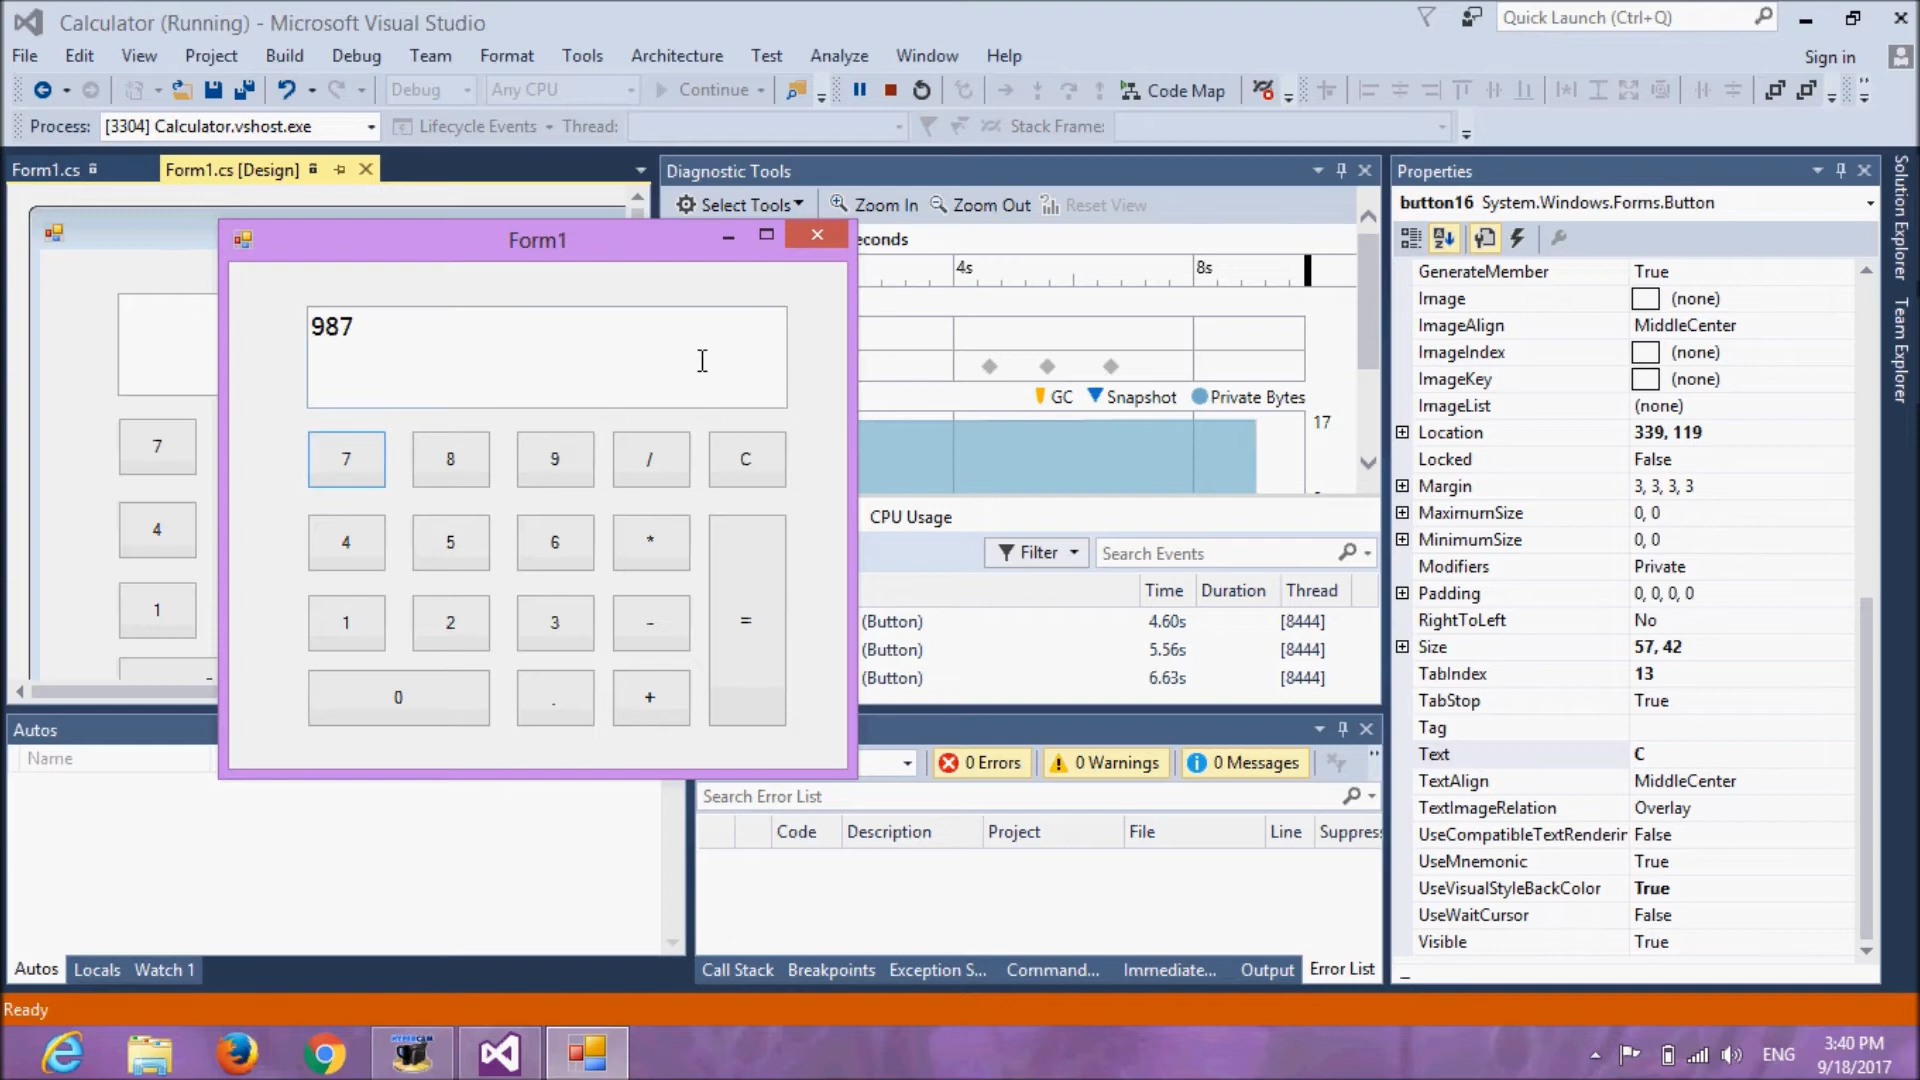 Calculator (Running) - Microsoft Visual Studio
Quick Launch (Ctrl+Q)
File Edit View Project Build Debug Team Format Tools Architecture Test Analyze Window Help
Sign in
Debug Any CPU Continue Code Map
Process: [3304] Calculator.vshost.exe Lifecycle Events Thread: Stack Frame:
Form1.cs Form1.cs [Design]
Diagnostic Tools
Select Tools Zoom In Zoom Out Reset View
econds
4s 8s
GC Snapshot Private Bytes
17
CPU Usage
Filter Search Events
Time Duration Thread
(Button) 4.60s [8444]
(Button) 5.56s [8444]
(Button) 6.63s [8444]
7
4
1
Form1
987
7 8 9 / C
4 5 6 *
1 2 3 - =
0 . +
Properties
button16 System.Windows.Forms.Button
GenerateMember True
Image (none)
ImageAlign MiddleCenter
ImageIndex (none)
ImageKey (none)
ImageList (none)
Location 339, 119
Locked False
Margin 3, 3, 3, 3
MaximumSize 0, 0
MinimumSize 0, 0
Modifiers Private
Padding 0, 0, 0, 0
RightToLeft No
Size 57, 42
TabIndex 13
TabStop True
Tag
Text C
TextAlign MiddleCenter
TextImageRelation Overlay
UseCompatibleTextRenderin False
UseMnemonic True
UseVisualStyleBackColor True
UseWaitCursor False
Visible True
Solution Explorer
Team Explorer
Autos
Name
Autos Locals Watch 1
0 Errors 0 Warnings 0 Messages
Search Error List
Code Description Project File Line Suppres
Call Stack Breakpoints Exception S... Command... Immediate... Output Error List
Ready
HYPERCAM
ENG
3:40 PM
9/18/2017